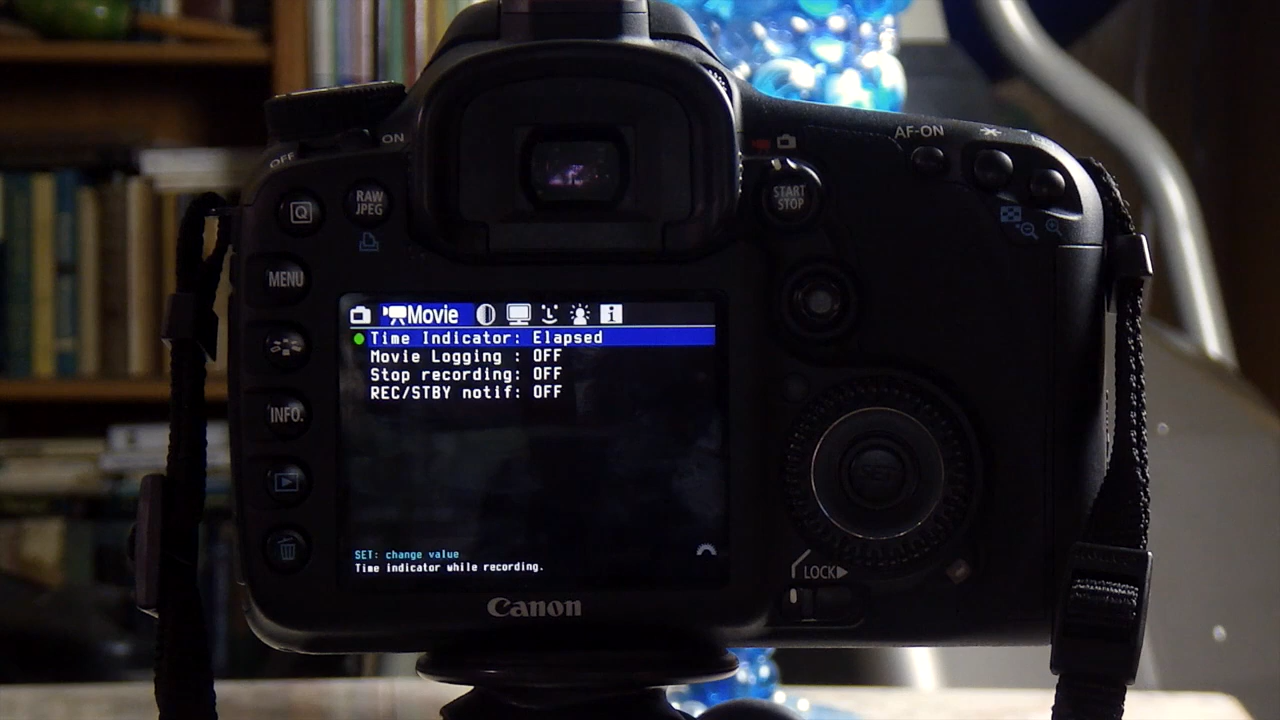 ON
OFF
AF-ON
RAW
JPEG
START
STOP
Q
MENU
Movie
Time Indicator: Elapsed
Movie Logging : OFF
Stop recording: OFF
REC/STBY notif: OFF
INFO.
SET: change value
Time indicator while recording.
LOCK
Canon